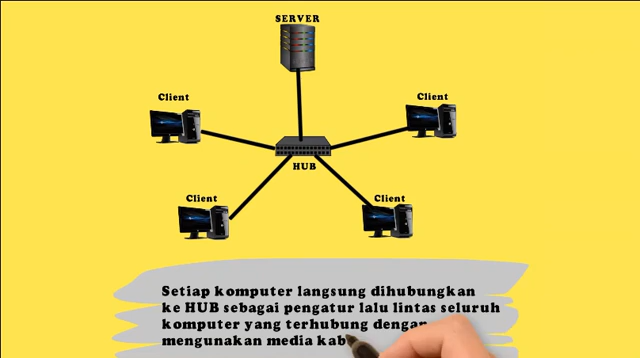 SERVER
Client
Client
HUB
Client
Client
Setiap komputer langsung dihubungkan
ke HUB sebagai pengatur lalu lintas seluruh
komputer yang terhubung dengan
mengunakan media kab